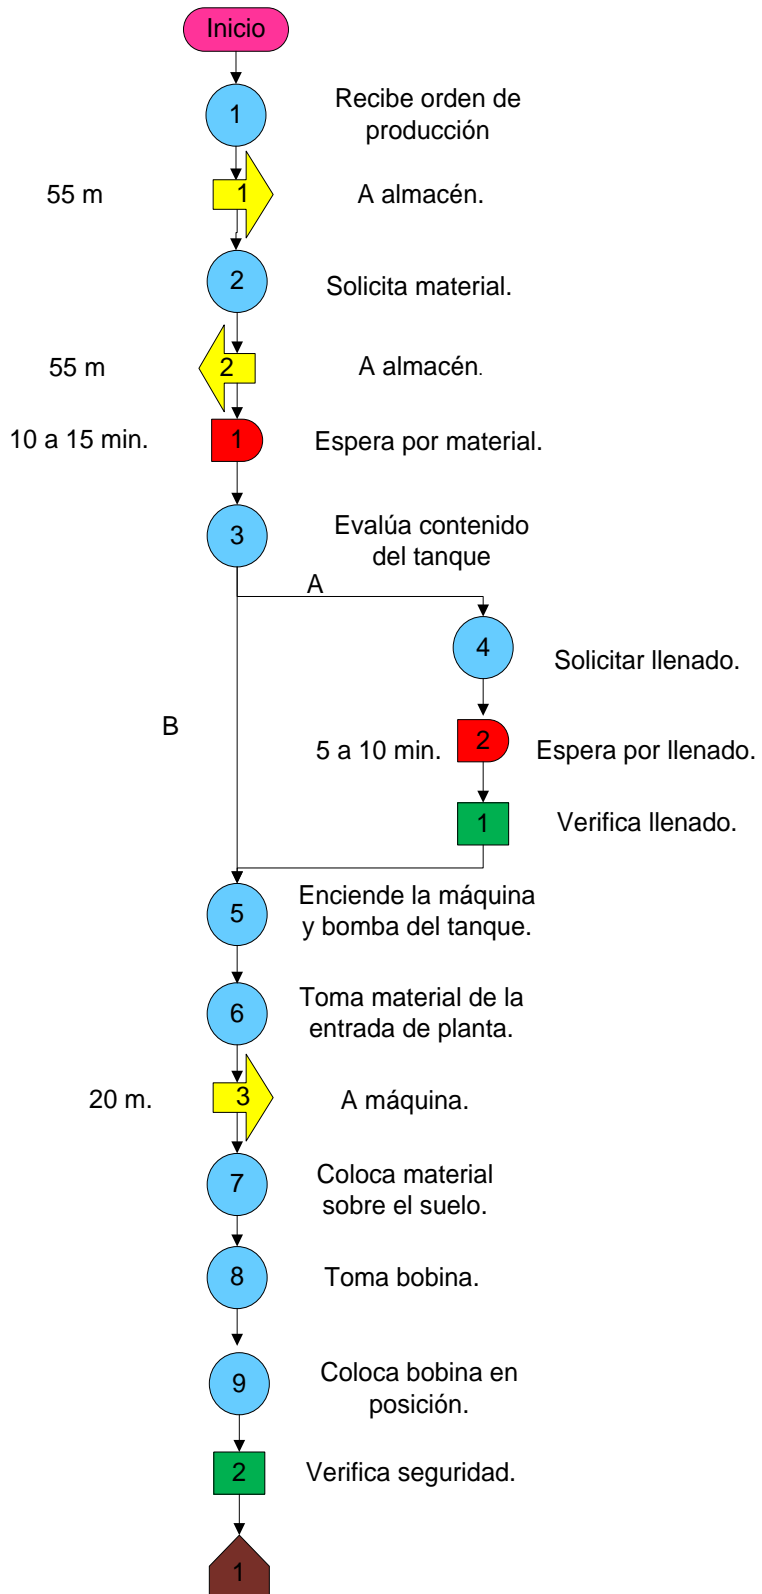 Inicio
1
Recibe orden de
producción
55 m
1
A almacén.
2
Solicita material.
55 m
2
A almacén.
10 a 15 min.
1
Espera por material.
3
Evalúa contenido
del tanque
A
4
Solicitar llenado.
B
5 a 10 min.
2
Espera por llenado.
1
Verifica llenado.
5
Enciende la máquina
y bomba del tanque.
6
Toma material de la
entrada de planta.
20 m.
3
A máquina.
7
Coloca material
sobre el suelo.
8
Toma bobina.
9
Coloca bobina en
posición.
2
Verifica seguridad.
1